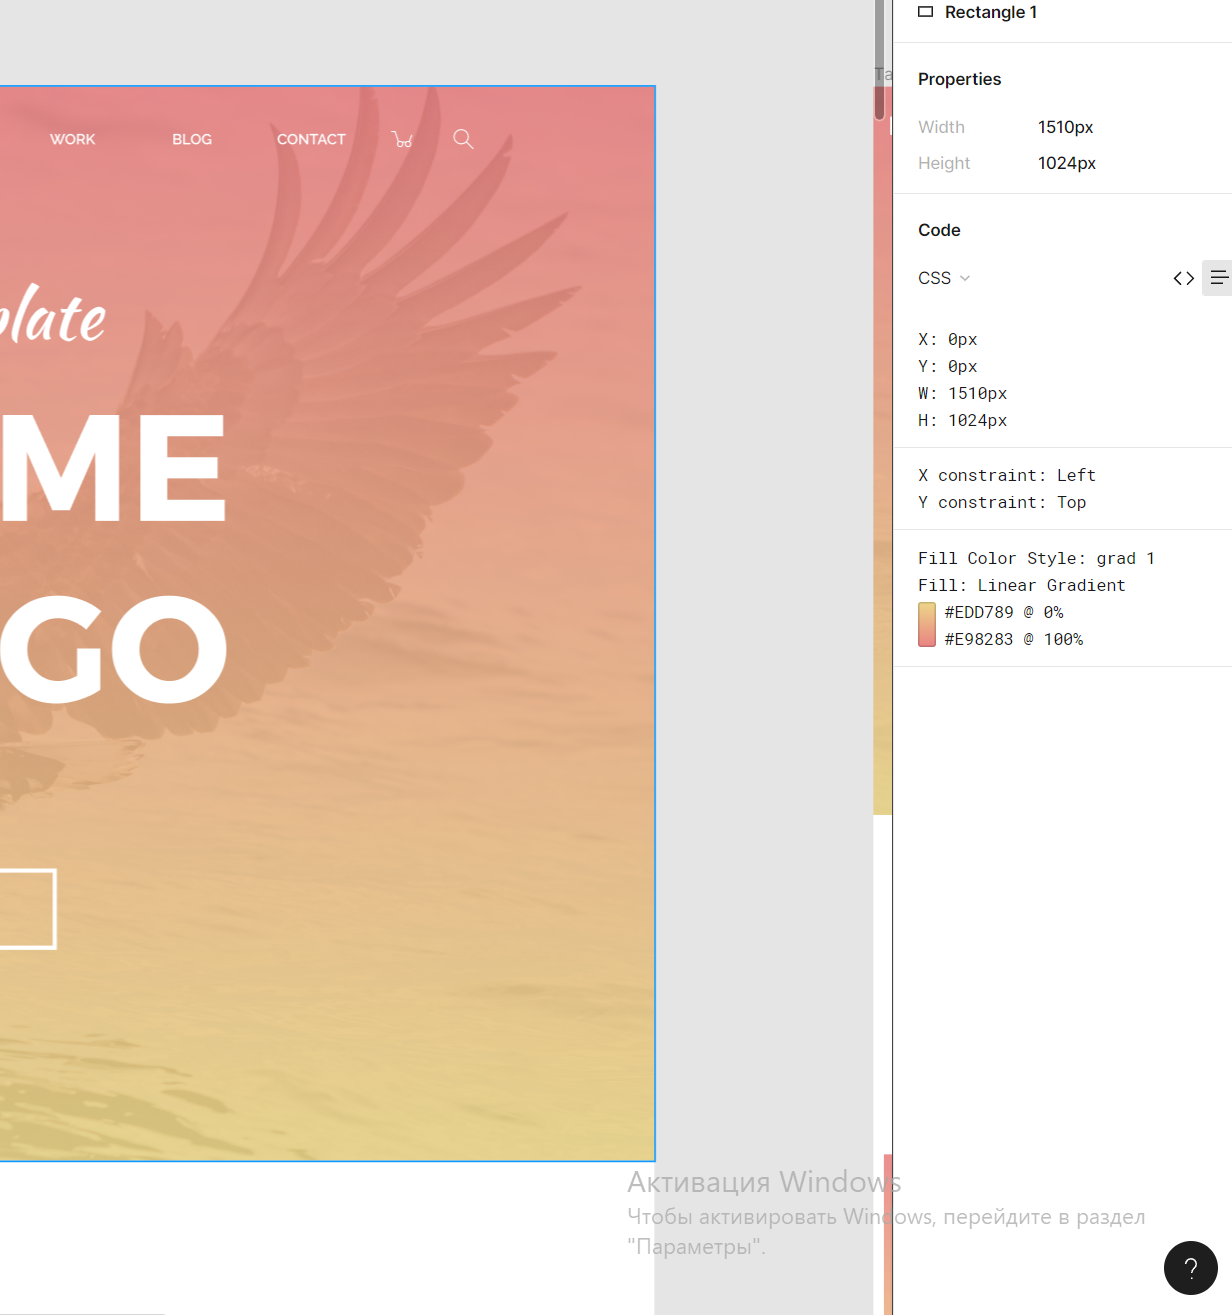 Rectangle 1
Ta
Properties
Width 1510px
Height 1024px
WORK BLOG CONTACT
Code
CSS
plate
X: 0px
Y: 0px
W: 1510px
H: 1024px
ME
X constraint: Left
Y constraint: Top
Fill Color Style: grad 1
Fill: Linear Gradient
#EDD789 @ 0%
#E98283 @ 100%
GO
Активация Windows
Чтобы активировать Windows, перейдите в раздел
"Параметры".
?